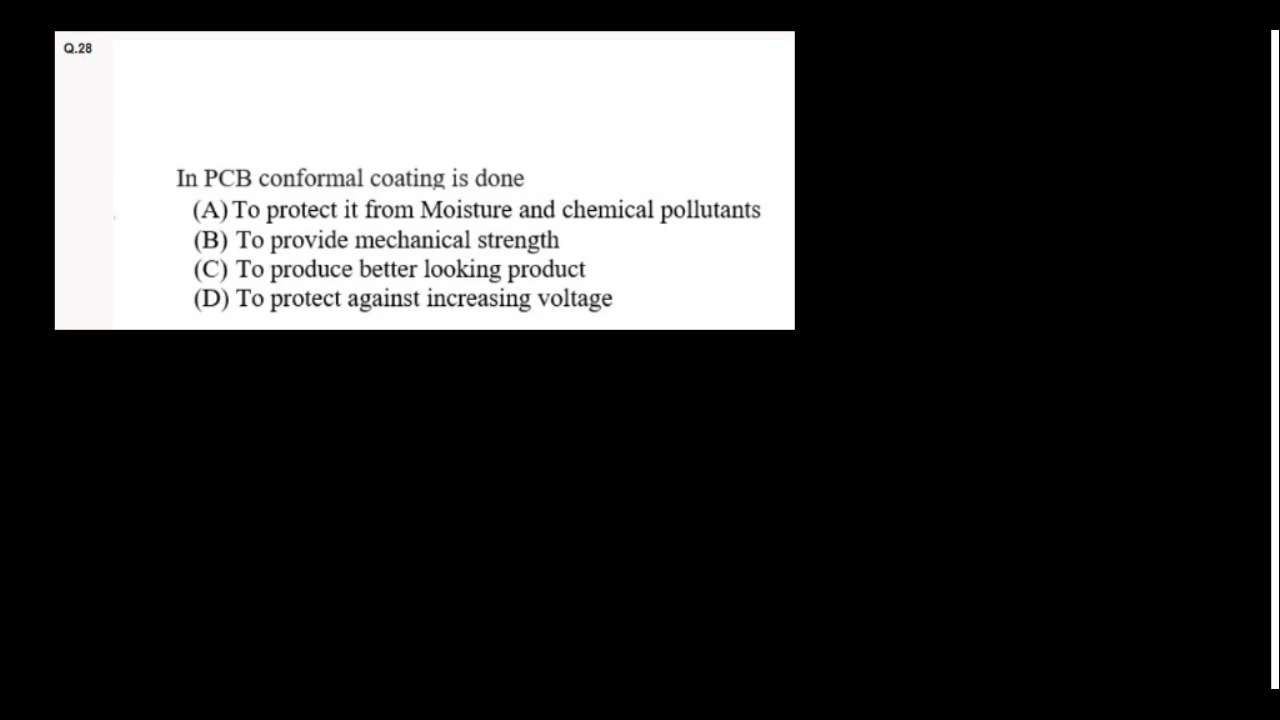 Q.28
In PCB conformal coating is done
(A) To protect it from Moisture and chemical pollutants
(B) To provide mechanical strength
(C) To produce better looking product
(D) To protect against increasing voltage